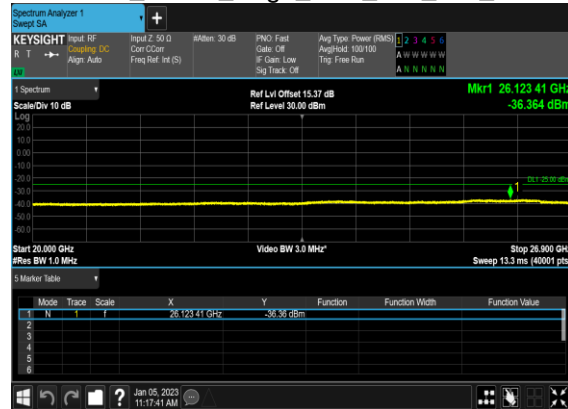 Spectrum Analyzer 1
Swept SA
+
KEYSIGHT Input: RF Input Z: 50 Ω #Atten: 30 dB PNO: Fast Avg Type: Power (RMS) 1 2 3 4 5 6
R T Coupling: DC Corr CCorr Gate: Off Avg|Hold: 100/100 A W W W W W
Align: Auto Freq Ref: Int (S) IF Gain: Low Trig: Free Run
LW Sig Track: Off A N N N N N
1 Spectrum Ref Lvl Offset 15.37 dB Mkr1 26.123 41 GHz
Scale/Div 10 dB Ref Level 30.00 dBm -36.364 dBm
Log
20.0
10.0
0.00
-10.0
-20.0 DL1 -25.00 dBm
-30.0 1
-40.0
-50.0
-60.0
Start 20.000 GHz Video BW 3.0 MHz* Stop 26.900 GHz
#Res BW 1.0 MHz Sweep 13.3 ms (40001 pts)
5 Marker Table
Mode Trace Scale X Y Function Function Width Function Value
1 N 1 f 26.123 41 GHz -36.36 dBm
2
3
4
5
6
? Jan 05, 2023
11:17:41 AM